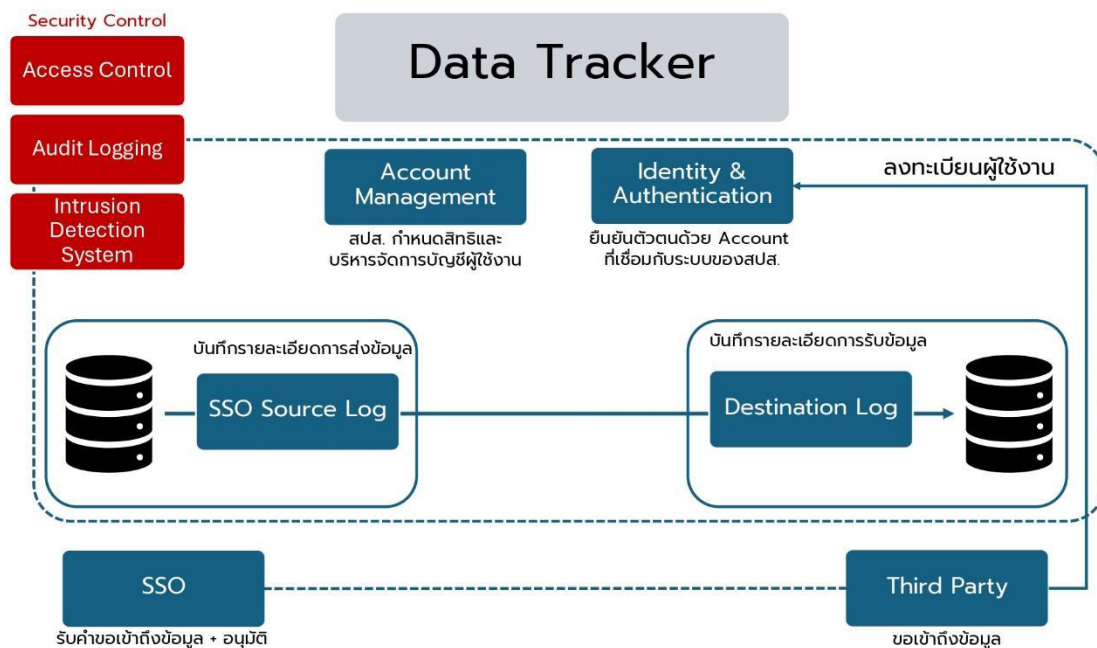 Security Control
Data Tracker
Access Control
Audit Logging
Intrusion
Detection
System
Account
Management
สปส. กำหนดสิทธิและ
บริหารจัดการบัญชีผู้ใช้งาน
Identity &
Authentication
ยืนยันตัวตนด้วย Account
ที่เชื่อมกับระบบของสปส.
ลงทะเบียนผู้ใช้งาน
บันทึกรายละเอียดการส่งข้อมูล
SSO Source Log
บันทึกรายละเอียดการรับข้อมูล
Destination Log
SSO
รับคำขอเข้าถึงข้อมูล + อนุมัติ
Third Party
ขอเข้าถึงข้อมูล